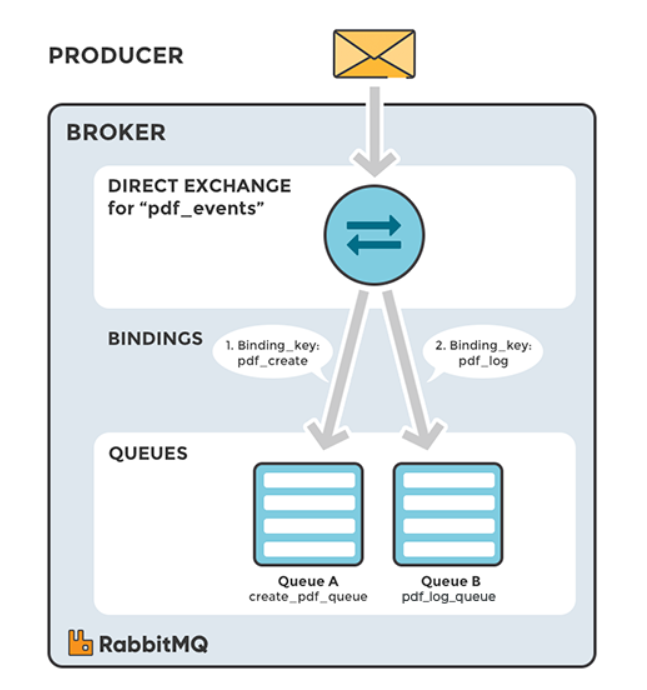 PRODUCER
BROKER
DIRECT EXCHANGE
for “pdf_events”
BINDINGS
1. Binding_key:
pdf_create
2. Binding_key:
pdf_log
QUEUES
Queue A
create_pdf_queue
Queue B
pdf_log_queue
RabbitMQ